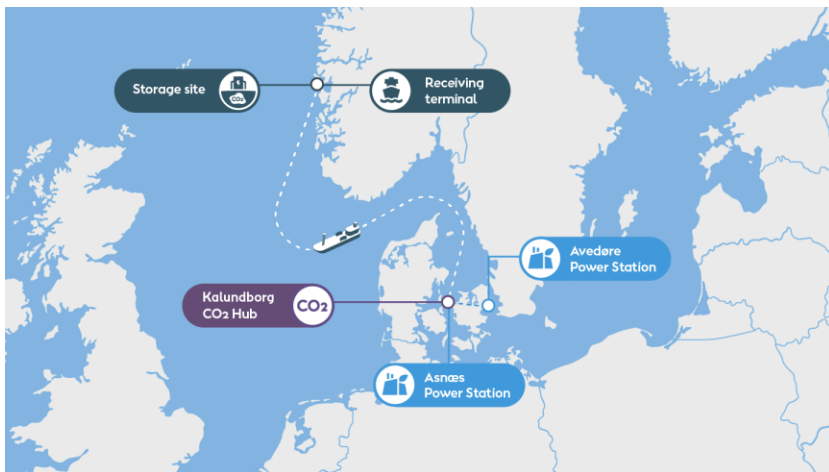 Storage site
CO₂
Receiving
terminal
Avedøre
Power Station
Kalundborg
CO₂ Hub
CO₂
Asnæs
Power Station